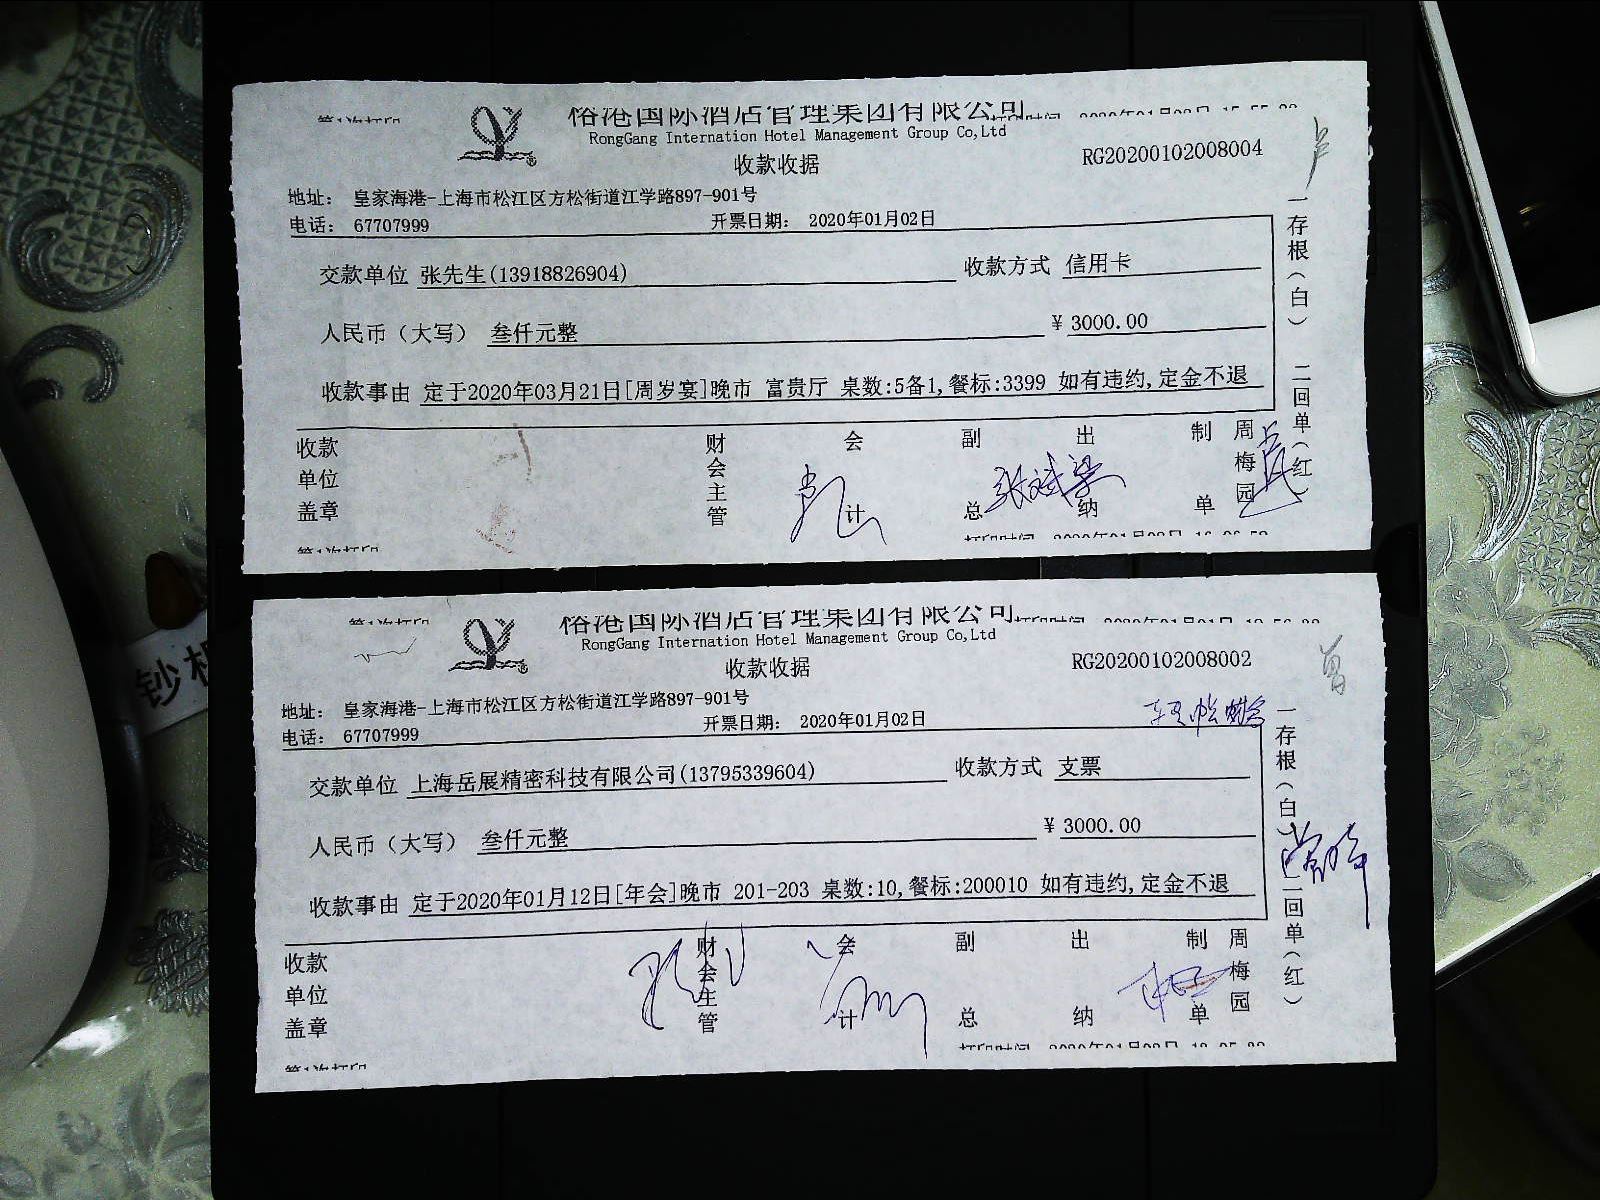 裕港国际酒店管理集团有限公司
RongGang Internation Hotel Management Group Co,Ltd
收款收据
RG20200102008004
地址： 皇家海港-上海市松江区方松街道江学路897-901号
电话： 67707999 开票日期： 2020年01月02日
交款单位 张先生(13918826904) 收款方式 信用卡
人民币（大写） 叁仟元整 ¥ 3000.00
收款事由 定于2020年03月21日[周岁宴]晚市 富贵厅 桌数:5备1,餐标:3399 如有违约,定金不退
一存根（白） 二回单（红）
收款单位盖章 财会主管 会计 副总 出纳 制单 周梅园
裕港国际酒店管理集团有限公司
RongGang Internation Hotel Management Group Co,Ltd
收款收据
RG20200102008002
地址： 皇家海港-上海市松江区方松街道江学路897-901号
电话： 67707999 开票日期： 2020年01月02日
交款单位 上海岳展精密科技有限公司(13795339604) 收款方式 支票
人民币（大写） 叁仟元整 ¥ 3000.00
收款事由 定于2020年01月12日[年会]晚市 201-203 桌数:10,餐标:200010 如有违约,定金不退
一存根（白） 二回单（红）
收款单位盖章 财会主管 会计 副总 出纳 制单 周梅园